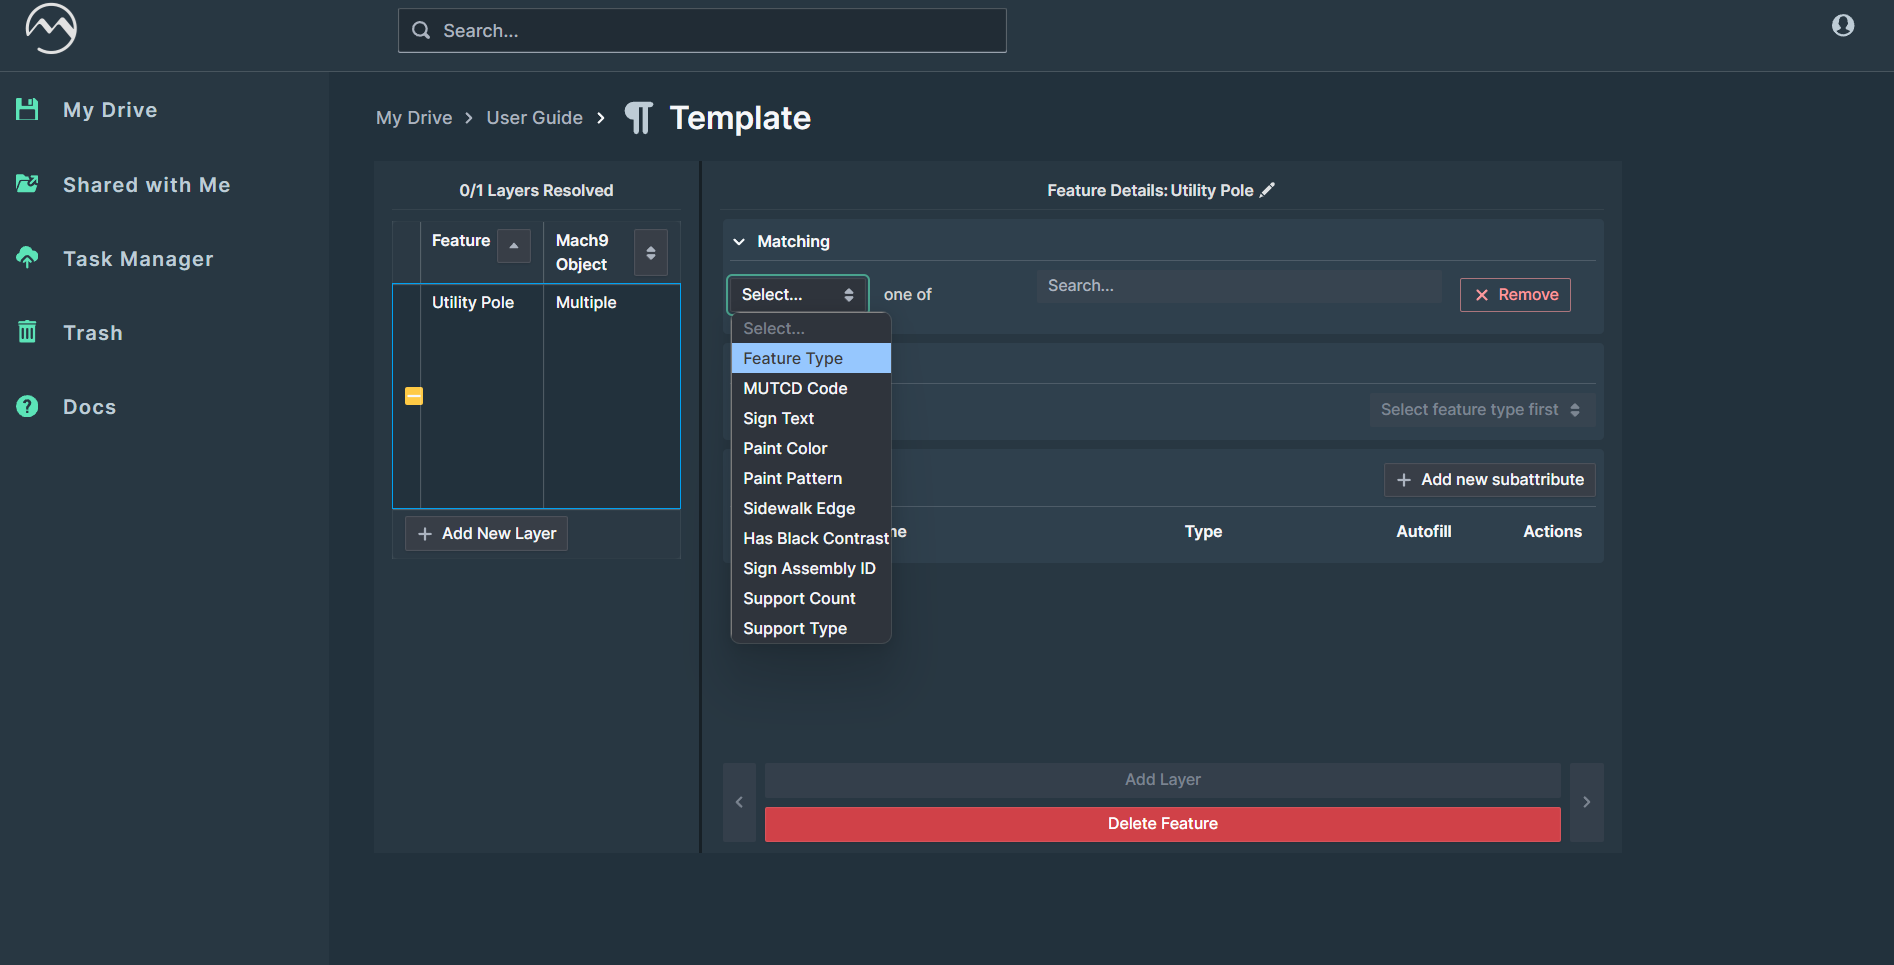 Search...
My Drive
Shared with Me
Task Manager
Trash
Docs
My Drive > User Guide > ¶ Template
0/1 Layers Resolved
Feature
Mach9 Object
Utility Pole
Multiple
+ Add New Layer
Feature Details: Utility Pole
Matching
Select...
one of
Search...
× Remove
Select...
Feature Type
MUTCD Code
Sign Text
Paint Color
Paint Pattern
Sidewalk Edge
Has Black Contrast
Sign Assembly ID
Support Count
Support Type
Select feature type first
+ Add new subattribute
Type
Autofill
Actions
Add Layer
Delete Feature